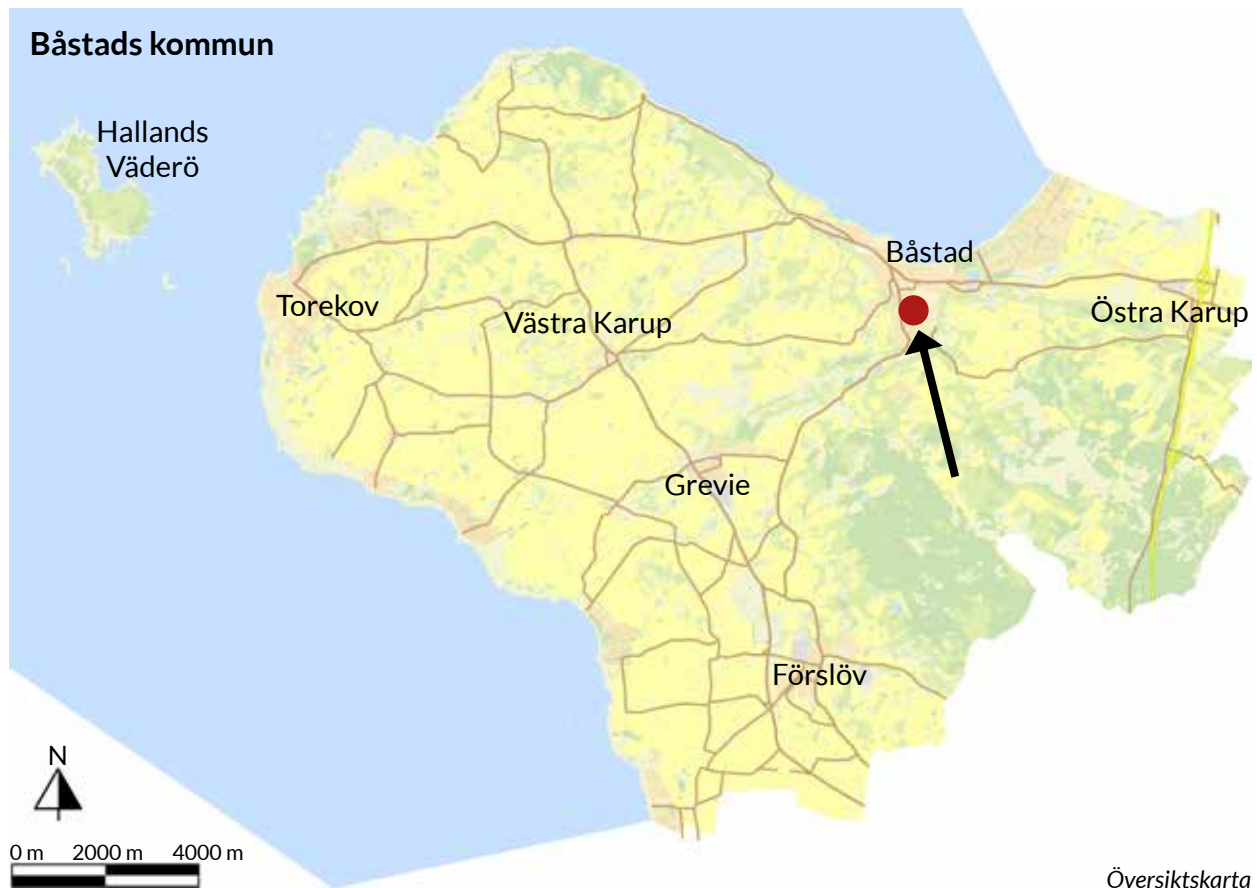 Båstads kommun
Hallands
Väderö
Båstad
Torekov
Västra Karup
Östra Karup
Grevie
Förslöv
N
0 m 2000 m 4000 m
Översiktskarta